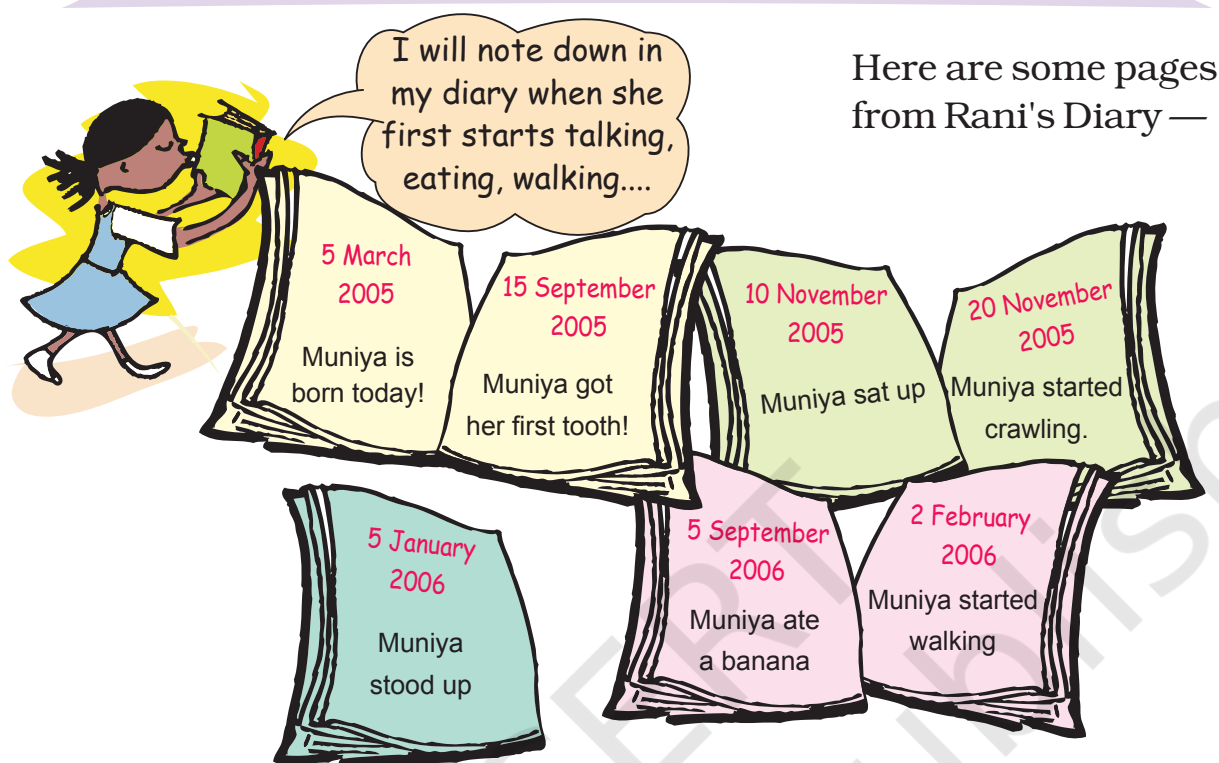 I will note down in
my diary when she
first starts talking,
eating, walking....
Here are some pages
from Rani's Diary —
5 March
2005
Muniya is
born today!
15 September
2005
Muniya got
her first tooth!
10 November
2005
Muniya sat up
20 November
2005
Muniya started
crawling.
5 January
2006
Muniya
stood up
5 September
2006
Muniya ate
a banana
2 February
2006
Muniya started
walking